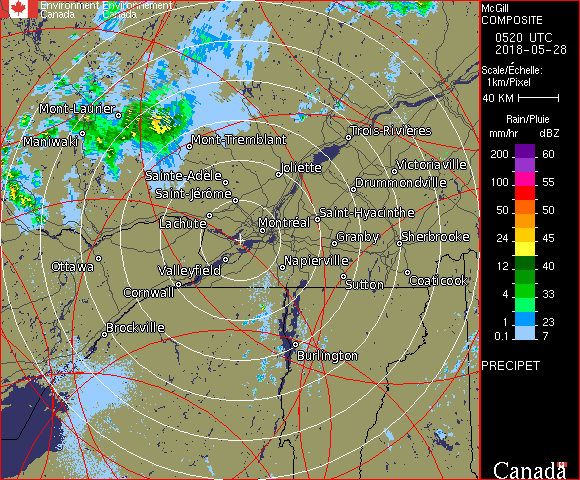 Environment Environnement
Canada Canada
McGill
COMPOSITE
0520 UTC
2018-05-28
Scale/Échelle:
1km/Pixel
40 KM
Rain/Pluie
mm/hr dBZ
200 60
100 55
50 50
24 45
12 40
4 33
1 23
0.1 7
PRECIPET
Canada
Mont-Laurier
Maniwaki
Mont-Tremblant
Trois-Rivières
Joliette
Victoriaville
Sainte-Adèle
Drummondville
Saint-Jérôme
Saint-Hyacinthe
Lachute
Montréal
Granby
Sherbrooke
Ottawa
Valleyfield
Napierville
Cornwall
Sutton
Coaticook
Brockville
Burlington